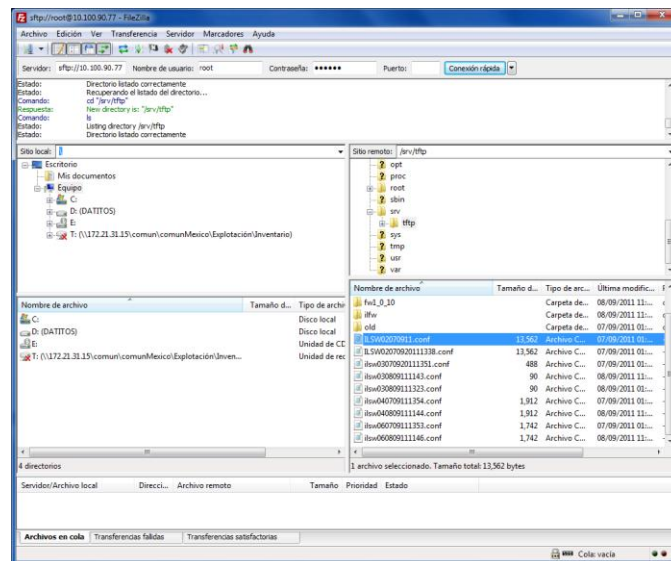 sftp://root@10.100.90.77 - FileZilla
Archivo Edición Ver Transferencia Servidor Marcadores Ayuda
Servidor: sftp://10.100.90.77 Nombre de usuario: root Contraseña: ●●●●●● Puerto: Conexión rápida
Estado: Directorio listado correctamente
Estado: Recuperando el listado del directorio...
Comando: cd "/srv/tftp"
Respuesta: New directory is: "/srv/tftp"
Comando: ls
Estado: Listing directory /srv/tftp
Estado: Directorio listado correctamente
Sitio local: \
Escritorio
Mis documentos
Equipo
C:
D: (DATITOS)
E:
T: (\\172.21.31.15\comun\comunMexico\Explotación\Inventario)
Sitio remoto: /srv/tftp
opt
proc
root
sbin
srv
tftp
sys
tmp
usr
var
Nombre de archivo Tamaño d... Tipo de archi
C: Disco local
D: (DATITOS) Disco local
E: Unidad de CD
T: (\\172.21.31.15\comun\comunMexico\Explotación\Inven... Unidad de rec
4 directorios
Nombre de archivo Tamaño d... Tipo de arc... Última modific...
fw1_0_10 Carpeta de... 08/09/2011 11:...
ilfw Carpeta de... 08/09/2011 11:...
old Carpeta de... 07/09/2011 01:...
ILSW02070911.conf 13,562 Archivo C... 07/09/2011 01:...
ILSW02070920111338.conf 13,562 Archivo C... 07/09/2011 01:...
ilsw03070920111351.conf 488 Archivo C... 07/09/2011 01:...
ilsw030809111143.conf 90 Archivo C... 08/09/2011 11:...
ilsw030809111323.conf 90 Archivo C... 08/09/2011 01:...
ilsw040709111354.conf 1,912 Archivo C... 07/09/2011 01:...
ilsw040809111144.conf 1,912 Archivo C... 08/09/2011 11:...
ilsw060709111353.conf 1,742 Archivo C... 07/09/2011 01:...
ilsw060809111146.conf 1,742 Archivo C... 08/09/2011 11:...
1 archivo seleccionado. Tamaño total: 13,562 bytes
Servidor/Archivo local Direcci... Archivo remoto Tamaño Prioridad Estado
Archivos en cola Transferencias fallidas Transferencias satisfactorias
Cola: vacía